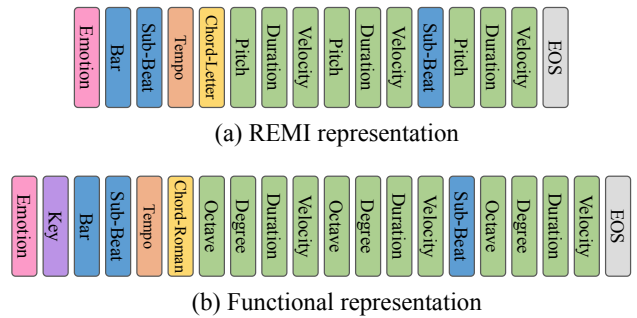 Emotion
Bar
Sub-Beat
Tempo
Chord-Letter
Pitch
Duration
Velocity
Pitch
Duration
Velocity
Sub-Beat
Pitch
Duration
Velocity
EOS
(a) REMI representation
Emotion
Key
Bar
Sub-Beat
Tempo
Chord-Roman
Octave
Degree
Duration
Velocity
Octave
Degree
Duration
Velocity
Sub-Beat
Octave
Degree
Duration
Velocity
EOS
(b) Functional representation